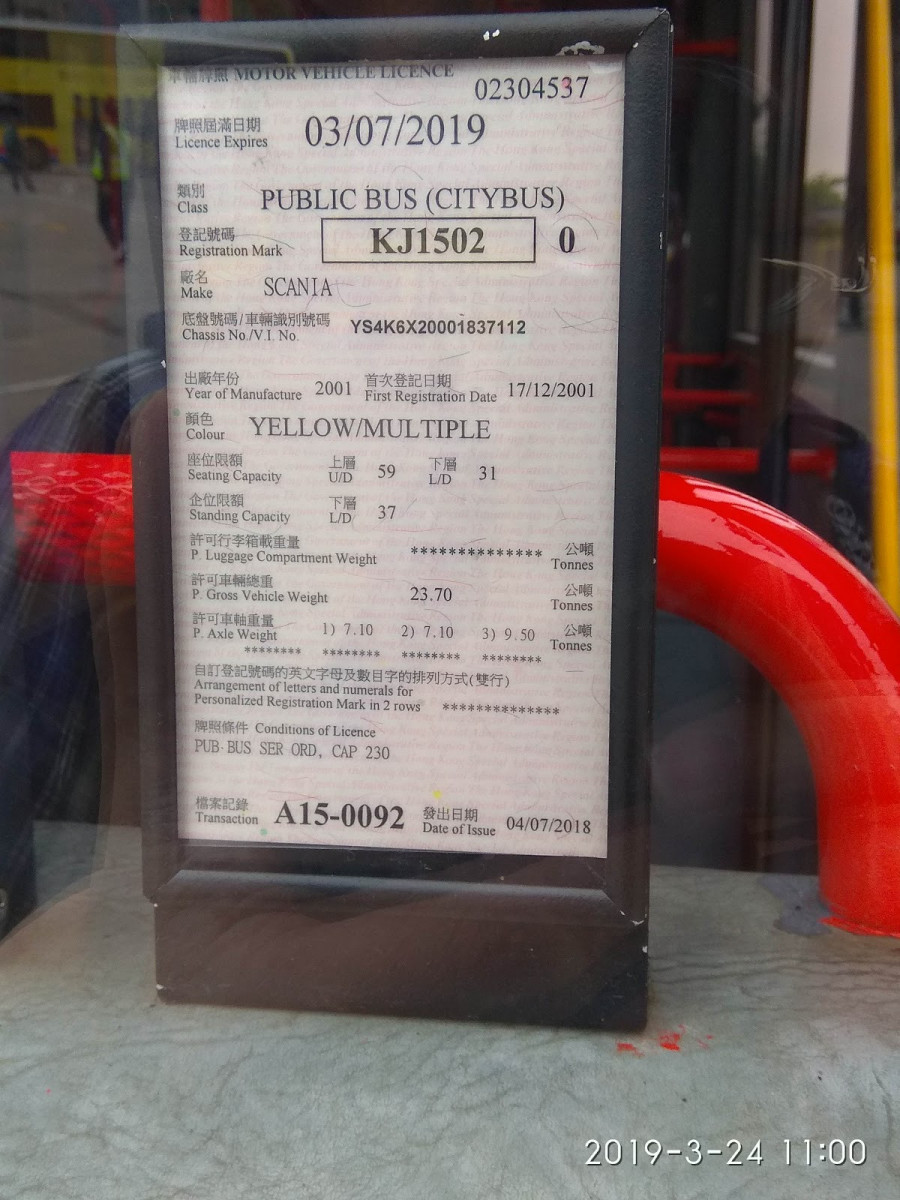 車輛牌照 MOTOR VEHICLE LICENCE
02304537
牌照屆滿日期
Licence Expires 03/07/2019
類別
Class PUBLIC BUS (CITYBUS)
登記號碼
Registration Mark KJ1502 0
廠名
Make SCANIA
底盤號碼/車輛識別號碼
Chassis No./V.I. No. YS4K6X20001837112
出廠年份 首次登記日期
Year of Manufacture 2001 First Registration Date 17/12/2001
顏色
Colour YELLOW/MULTIPLE
座位限額 上層 下層
Seating Capacity U/D 59 L/D 31
企位限額 下層
Standing Capacity L/D 37
許可行李箱載重量 公噸
P. Luggage Compartment Weight ************** Tonnes
許可車輛總重 公噸
P. Gross Vehicle Weight 23.70 Tonnes
許可車軸重量 公噸
P. Axle Weight 1) 7.10 2) 7.10 3) 9.50 Tonnes
******** ******** ******** ********
自訂登記號碼的英文字母及數目字的排列方式(雙行)
Arrangement of letters and numerals for
Personalized Registration Mark in 2 rows **************
牌照條件 Conditions of Licence
PUB BUS SER ORD, CAP 230
檔案記錄 發出日期
Transaction A15-0092 Date of Issue 04/07/2018
2019-3-24 11:00